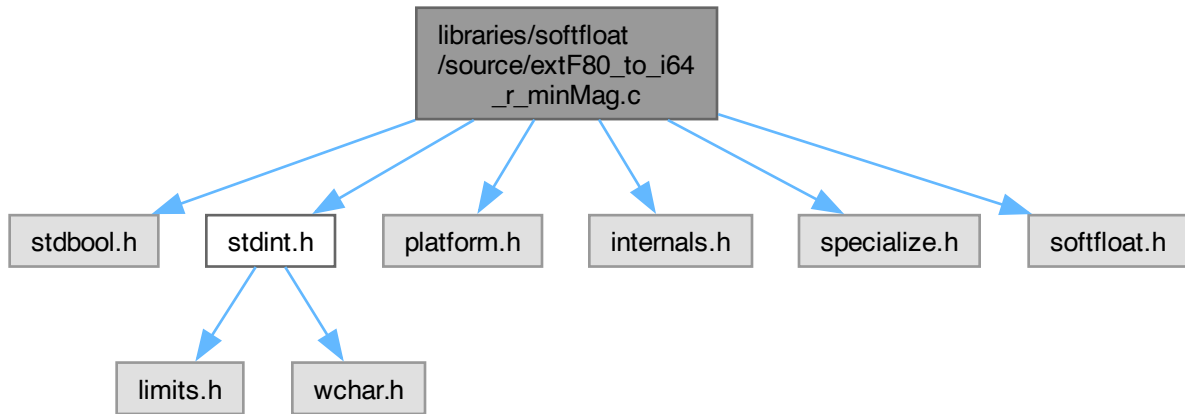 libraries/softfloat
/source/extF80_to_i64
_r_minMag.c
stdbool.h
stdint.h
platform.h
internals.h
specialize.h
softfloat.h
limits.h
wchar.h